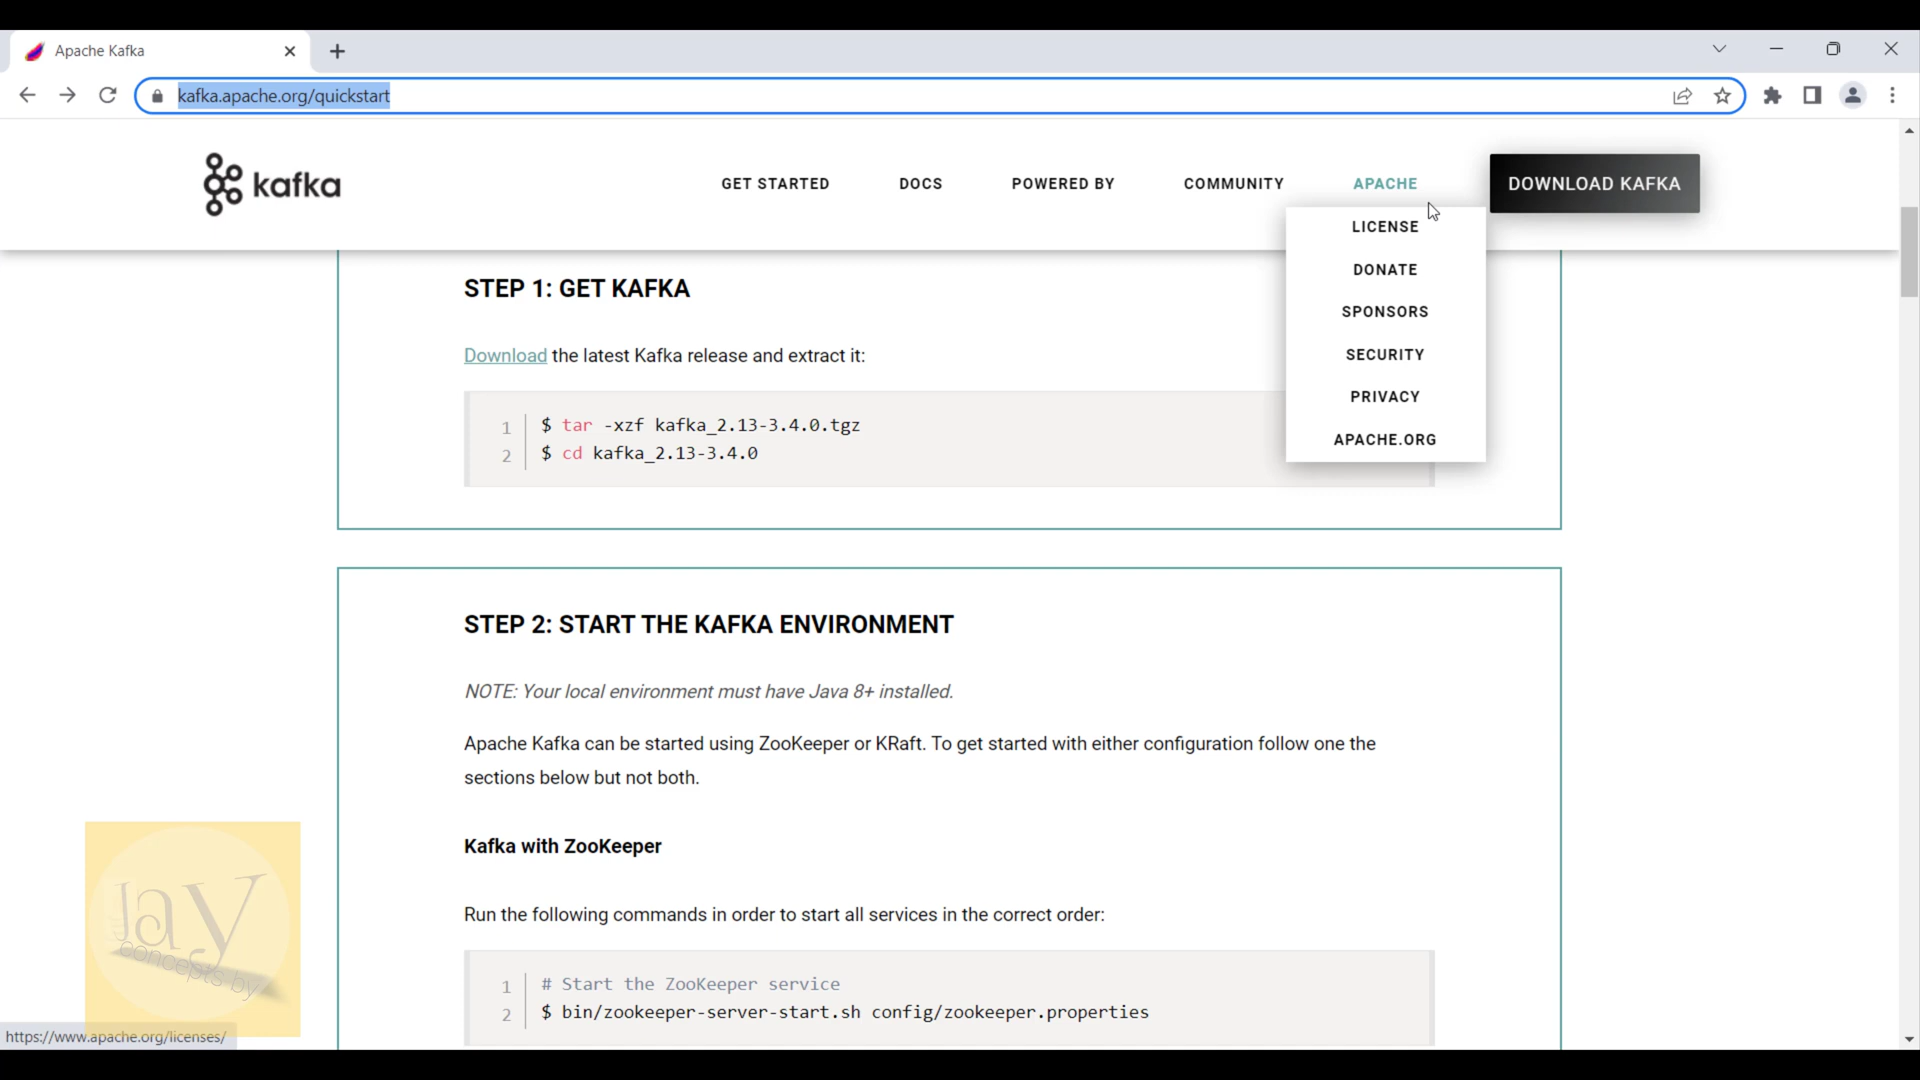 Apache Kafka
kafka.apache.org/quickstart
kafka
GET STARTED DOCS POWERED BY COMMUNITY APACHE DOWNLOAD KAFKA
LICENSE
DONATE
SPONSORS
SECURITY
PRIVACY
APACHE.ORG
STEP 1: GET KAFKA
Download the latest Kafka release and extract it:
1 $ tar -xzf kafka_2.13-3.4.0.tgz
2 $ cd kafka_2.13-3.4.0
STEP 2: START THE KAFKA ENVIRONMENT
NOTE: Your local environment must have Java 8+ installed.
Apache Kafka can be started using ZooKeeper or KRaft. To get started with either configuration follow one the
sections below but not both.
Kafka with ZooKeeper
Run the following commands in order to start all services in the correct order:
1 # Start the ZooKeeper service
2 $ bin/zookeeper-server-start.sh config/zookeeper.properties
Jay
concepts by
https://www.apache.org/licenses/